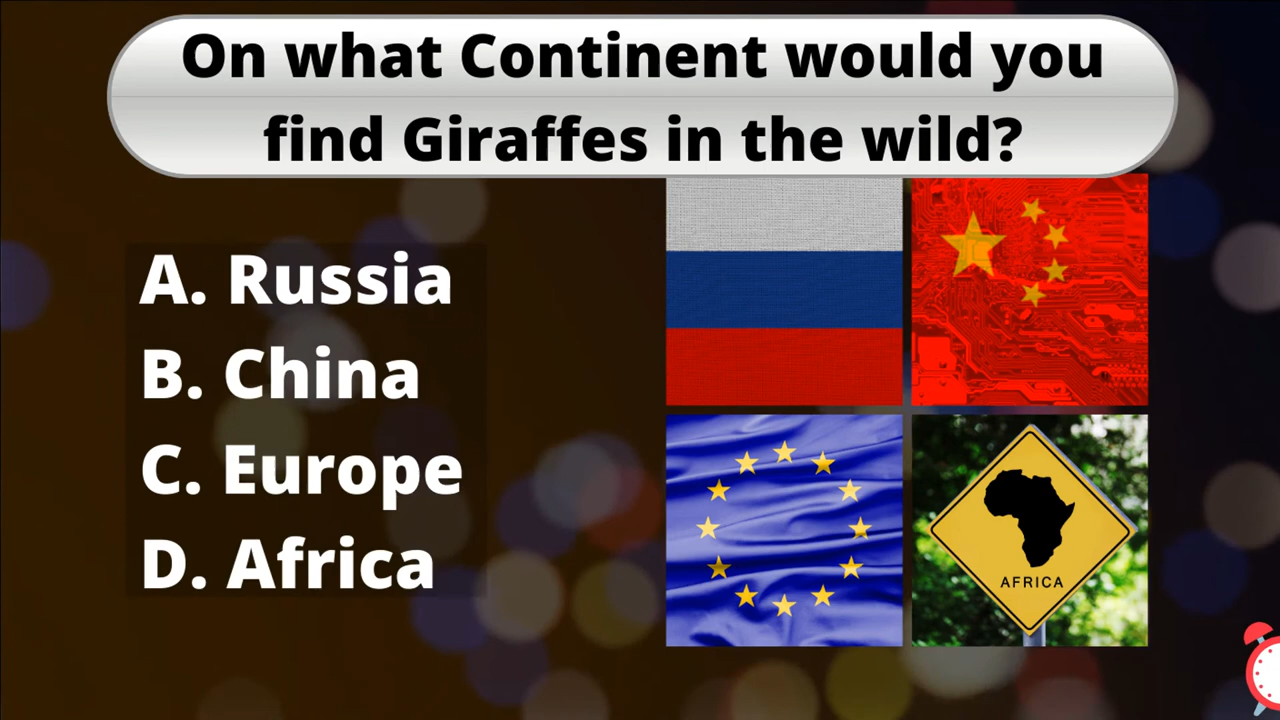 On what Continent would you
find Giraffes in the wild?
A. Russia
B. China
C. Europe
D. Africa
AFRICA